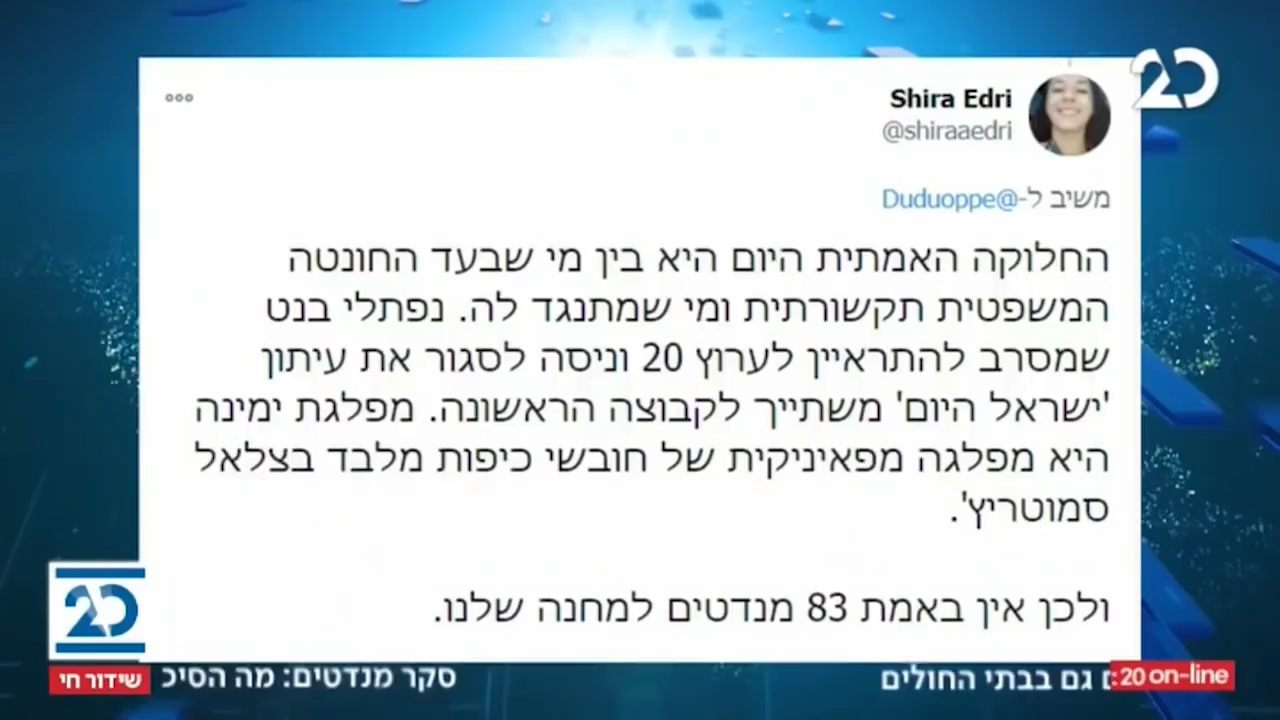 20
ooo
Shira Edri
@shiraaedri
משיב ל-@Duduoppe
החלוקה האמתית היום היא בין מי שבעד החונטה
המשפטית תקשורתית ומי שמתנגד לה. נפתלי בנט
שמסרב להתראיין לערוץ 20 וניסה לסגור את עיתון
'ישראל היום' משתייך לקבוצה הראשונה. מפלגת ימינה
היא מפלגה מפאיניקית של חובשי כיפות מלבד בצלאל
סמוטריץ'.
ולכן אין באמת 83 מנדטים למחנה שלנו.
20
20 on-line
גם בבתי החולים
סקר מנדטים: מה הסיכ
שידור חי